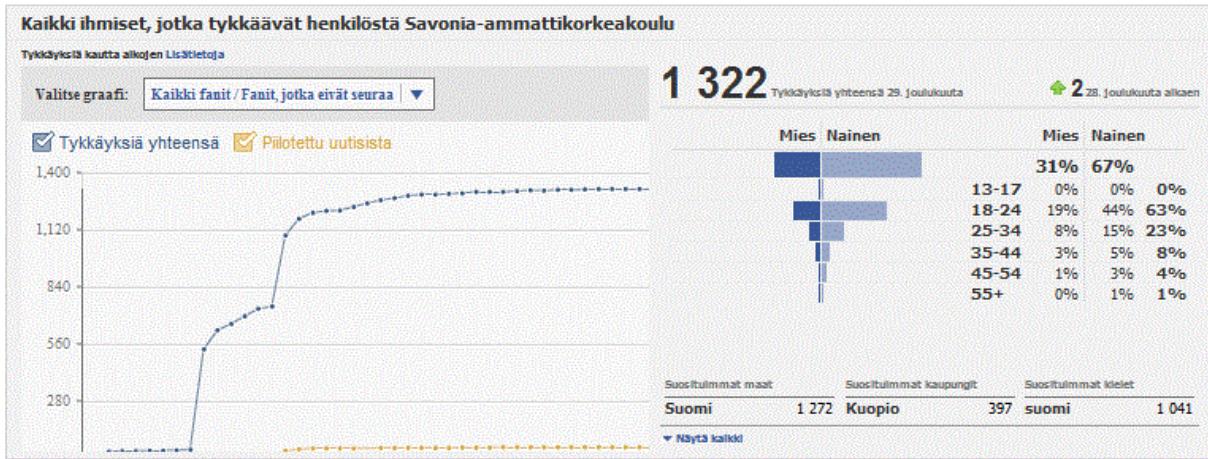 Kaikki ihmiset, jotka tykkäävät henkilöstä Savonia-ammattikorkeakoulu
Tykkäyksiä kautta aikojen Lisätietoja
Valitse graafi: Kaikki fanit / Fanit, jotka eivät seuraa
Tykkäyksiä yhteensä Piilotettu uutisista
1,400
1,120
840
560
280
1 322 Tykkäyksiä yhteensä 29. joulukuuta
2 28. joulukuuta alkaen
Mies Nainen Mies Nainen
31% 67%
13-17 0% 0% 0%
18-24 19% 44% 63%
25-34 8% 15% 23%
35-44 3% 5% 8%
45-54 1% 3% 4%
55+ 0% 1% 1%
Suosituimmat maat Suosituimmat kaupungit Suosituimmat kielet
Suomi 1 272 Kuopio 397 suomi 1 041
Näytä kaikki